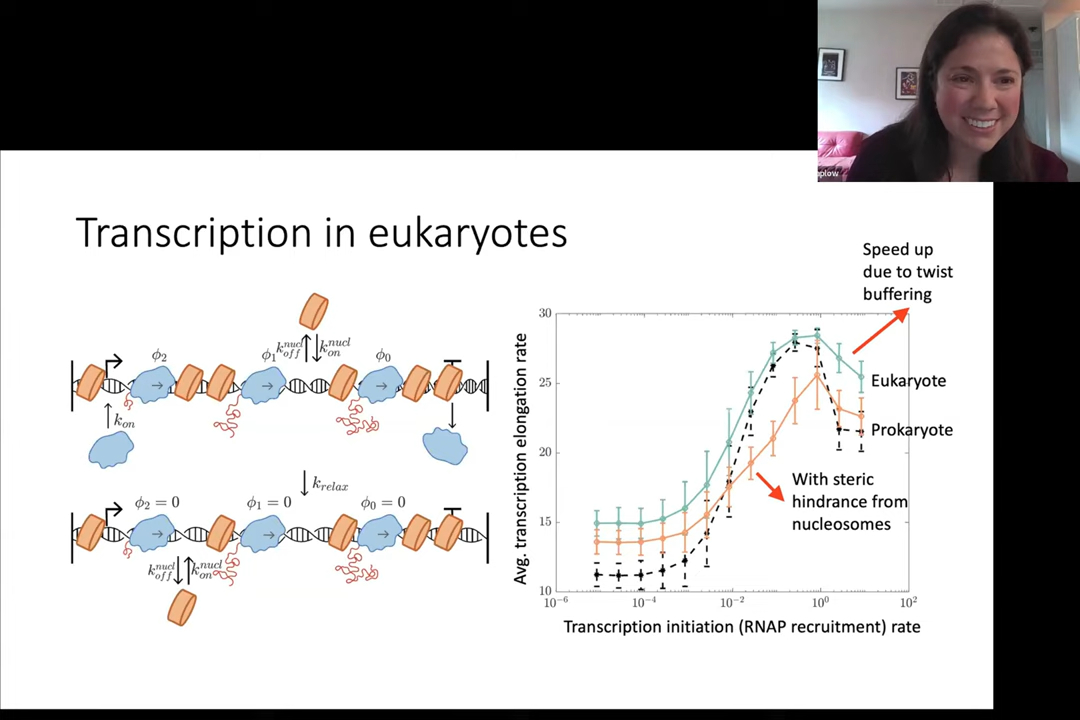 plow
Transcription in eukaryotes
Speed up
due to twist
buffering
k_off^nucl k_on^nucl
ϕ₂ ϕ₁ ϕ₀
k_on
k_relax
ϕ₂ = 0 ϕ₁ = 0 ϕ₀ = 0
k_off^nucl k_on^nucl
Avg. transcription elongation rate
30
25
20
15
10
10⁻⁶ 10⁻⁴ 10⁻² 10⁰ 10²
Transcription initiation (RNAP recruitment) rate
Eukaryote
Prokaryote
With steric
hindrance from
nucleosomes